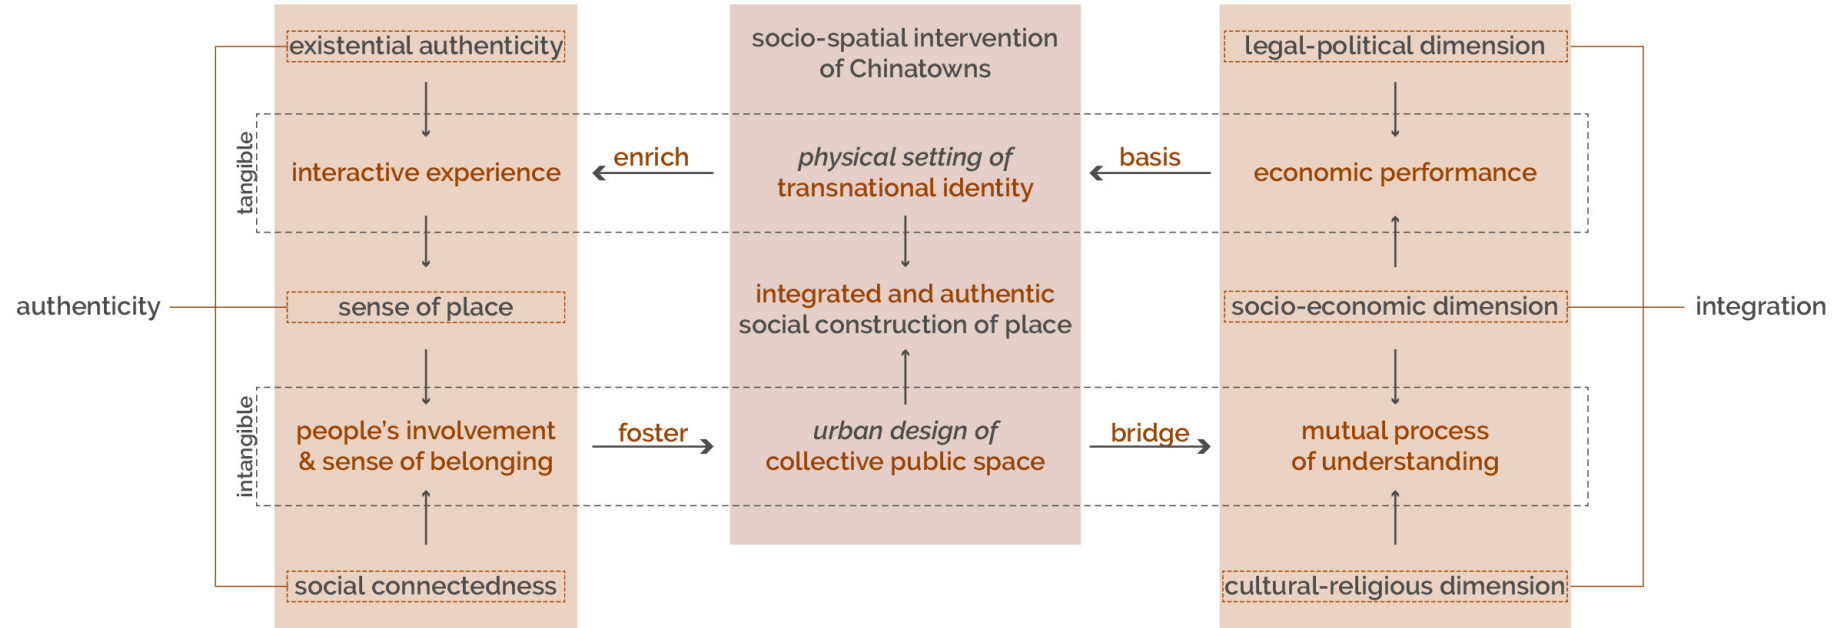 existential authenticity
socio-spatial intervention
of Chinatowns
legal-political dimension
tangible
interactive experience
enrich
physical setting of
transnational identity
basis
economic performance
authenticity
sense of place
integrated and authentic
social construction of place
socio-economic dimension
integration
intangible
people's involvement
& sense of belonging
foster
urban design of
collective public space
bridge
mutual process
of understanding
social connectedness
cultural-religious dimension